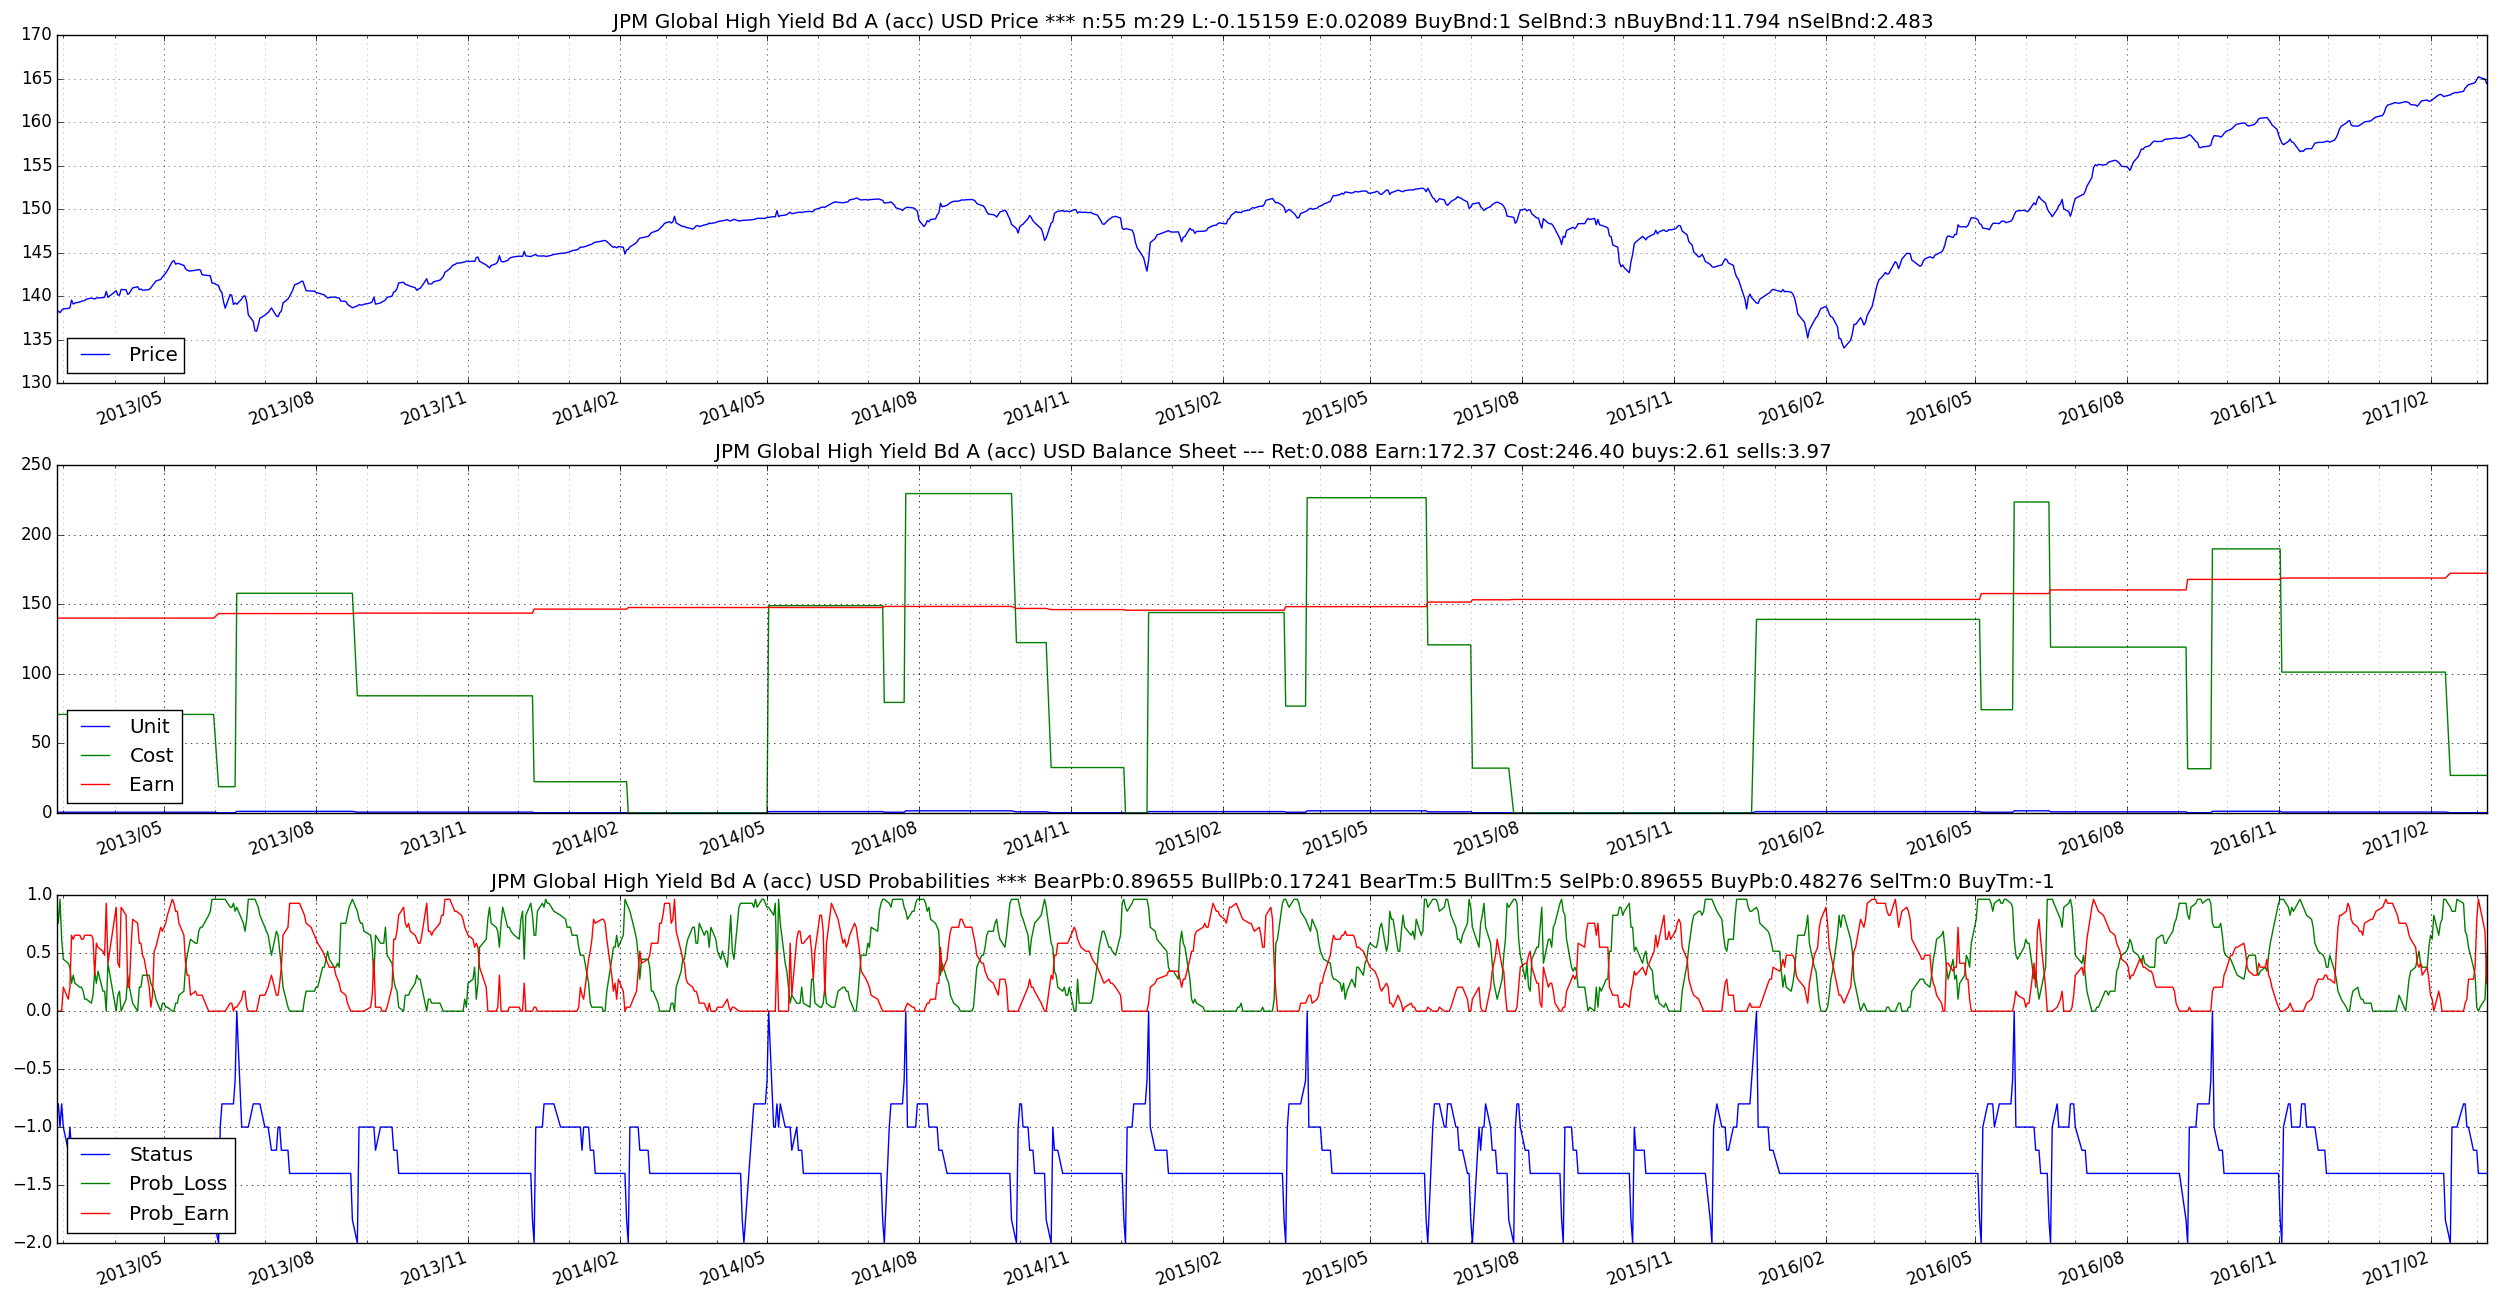 JPM Global High Yield Bd A (acc) USD Price *** n:55 m:29 L:-0.15159 E:0.02089 BuyBnd:1 SelBnd:3 nBuyBnd:11.794 nSelBnd:2.483
170
165
160
155
150
145
140
135
130
Price
2013/05 2013/08 2013/11 2014/02 2014/05 2014/08 2014/11 2015/02 2015/05 2015/08 2015/11 2016/02 2016/05 2016/08 2016/11 2017/02
JPM Global High Yield Bd A (acc) USD Balance Sheet --- Ret:0.088 Earn:172.37 Cost:246.40 buys:2.61 sells:3.97
250
200
150
100
50
0
Unit
Cost
Earn
2013/05 2013/08 2013/11 2014/02 2014/05 2014/08 2014/11 2015/02 2015/05 2015/08 2015/11 2016/02 2016/05 2016/08 2016/11 2017/02
JPM Global High Yield Bd A (acc) USD Probabilities *** BearPb:0.89655 BullPb:0.17241 BearTm:5 BullTm:5 SelPb:0.89655 BuyPb:0.48276 SelTm:0 BuyTm:-1
1.0
0.5
0.0
−0.5
−1.0
−1.5
−2.0
Status
Prob_Loss
Prob_Earn
2013/05 2013/08 2013/11 2014/02 2014/05 2014/08 2014/11 2015/02 2015/05 2015/08 2015/11 2016/02 2016/05 2016/08 2016/11 2017/02